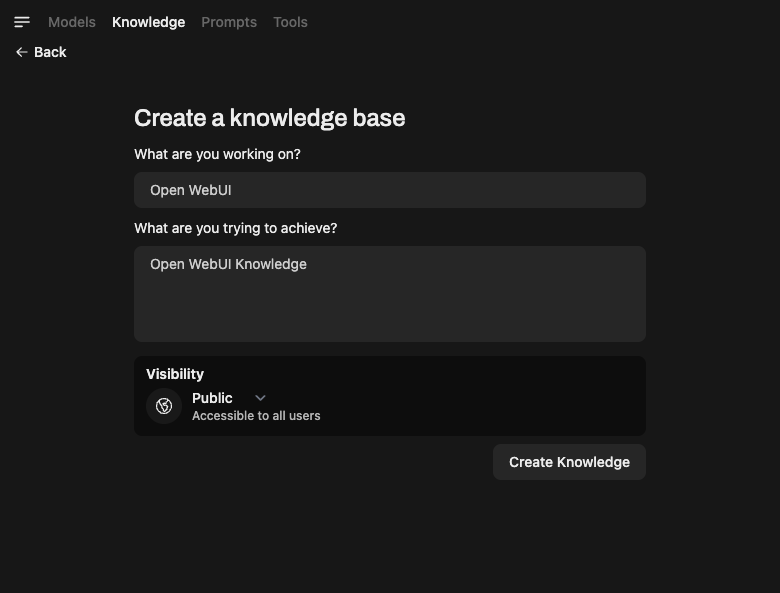 Models Knowledge Prompts Tools
Back
Create a knowledge base
What are you working on?
Open WebUI
What are you trying to achieve?
Open WebUI Knowledge
Visibility
Public
Accessible to all users
Create Knowledge